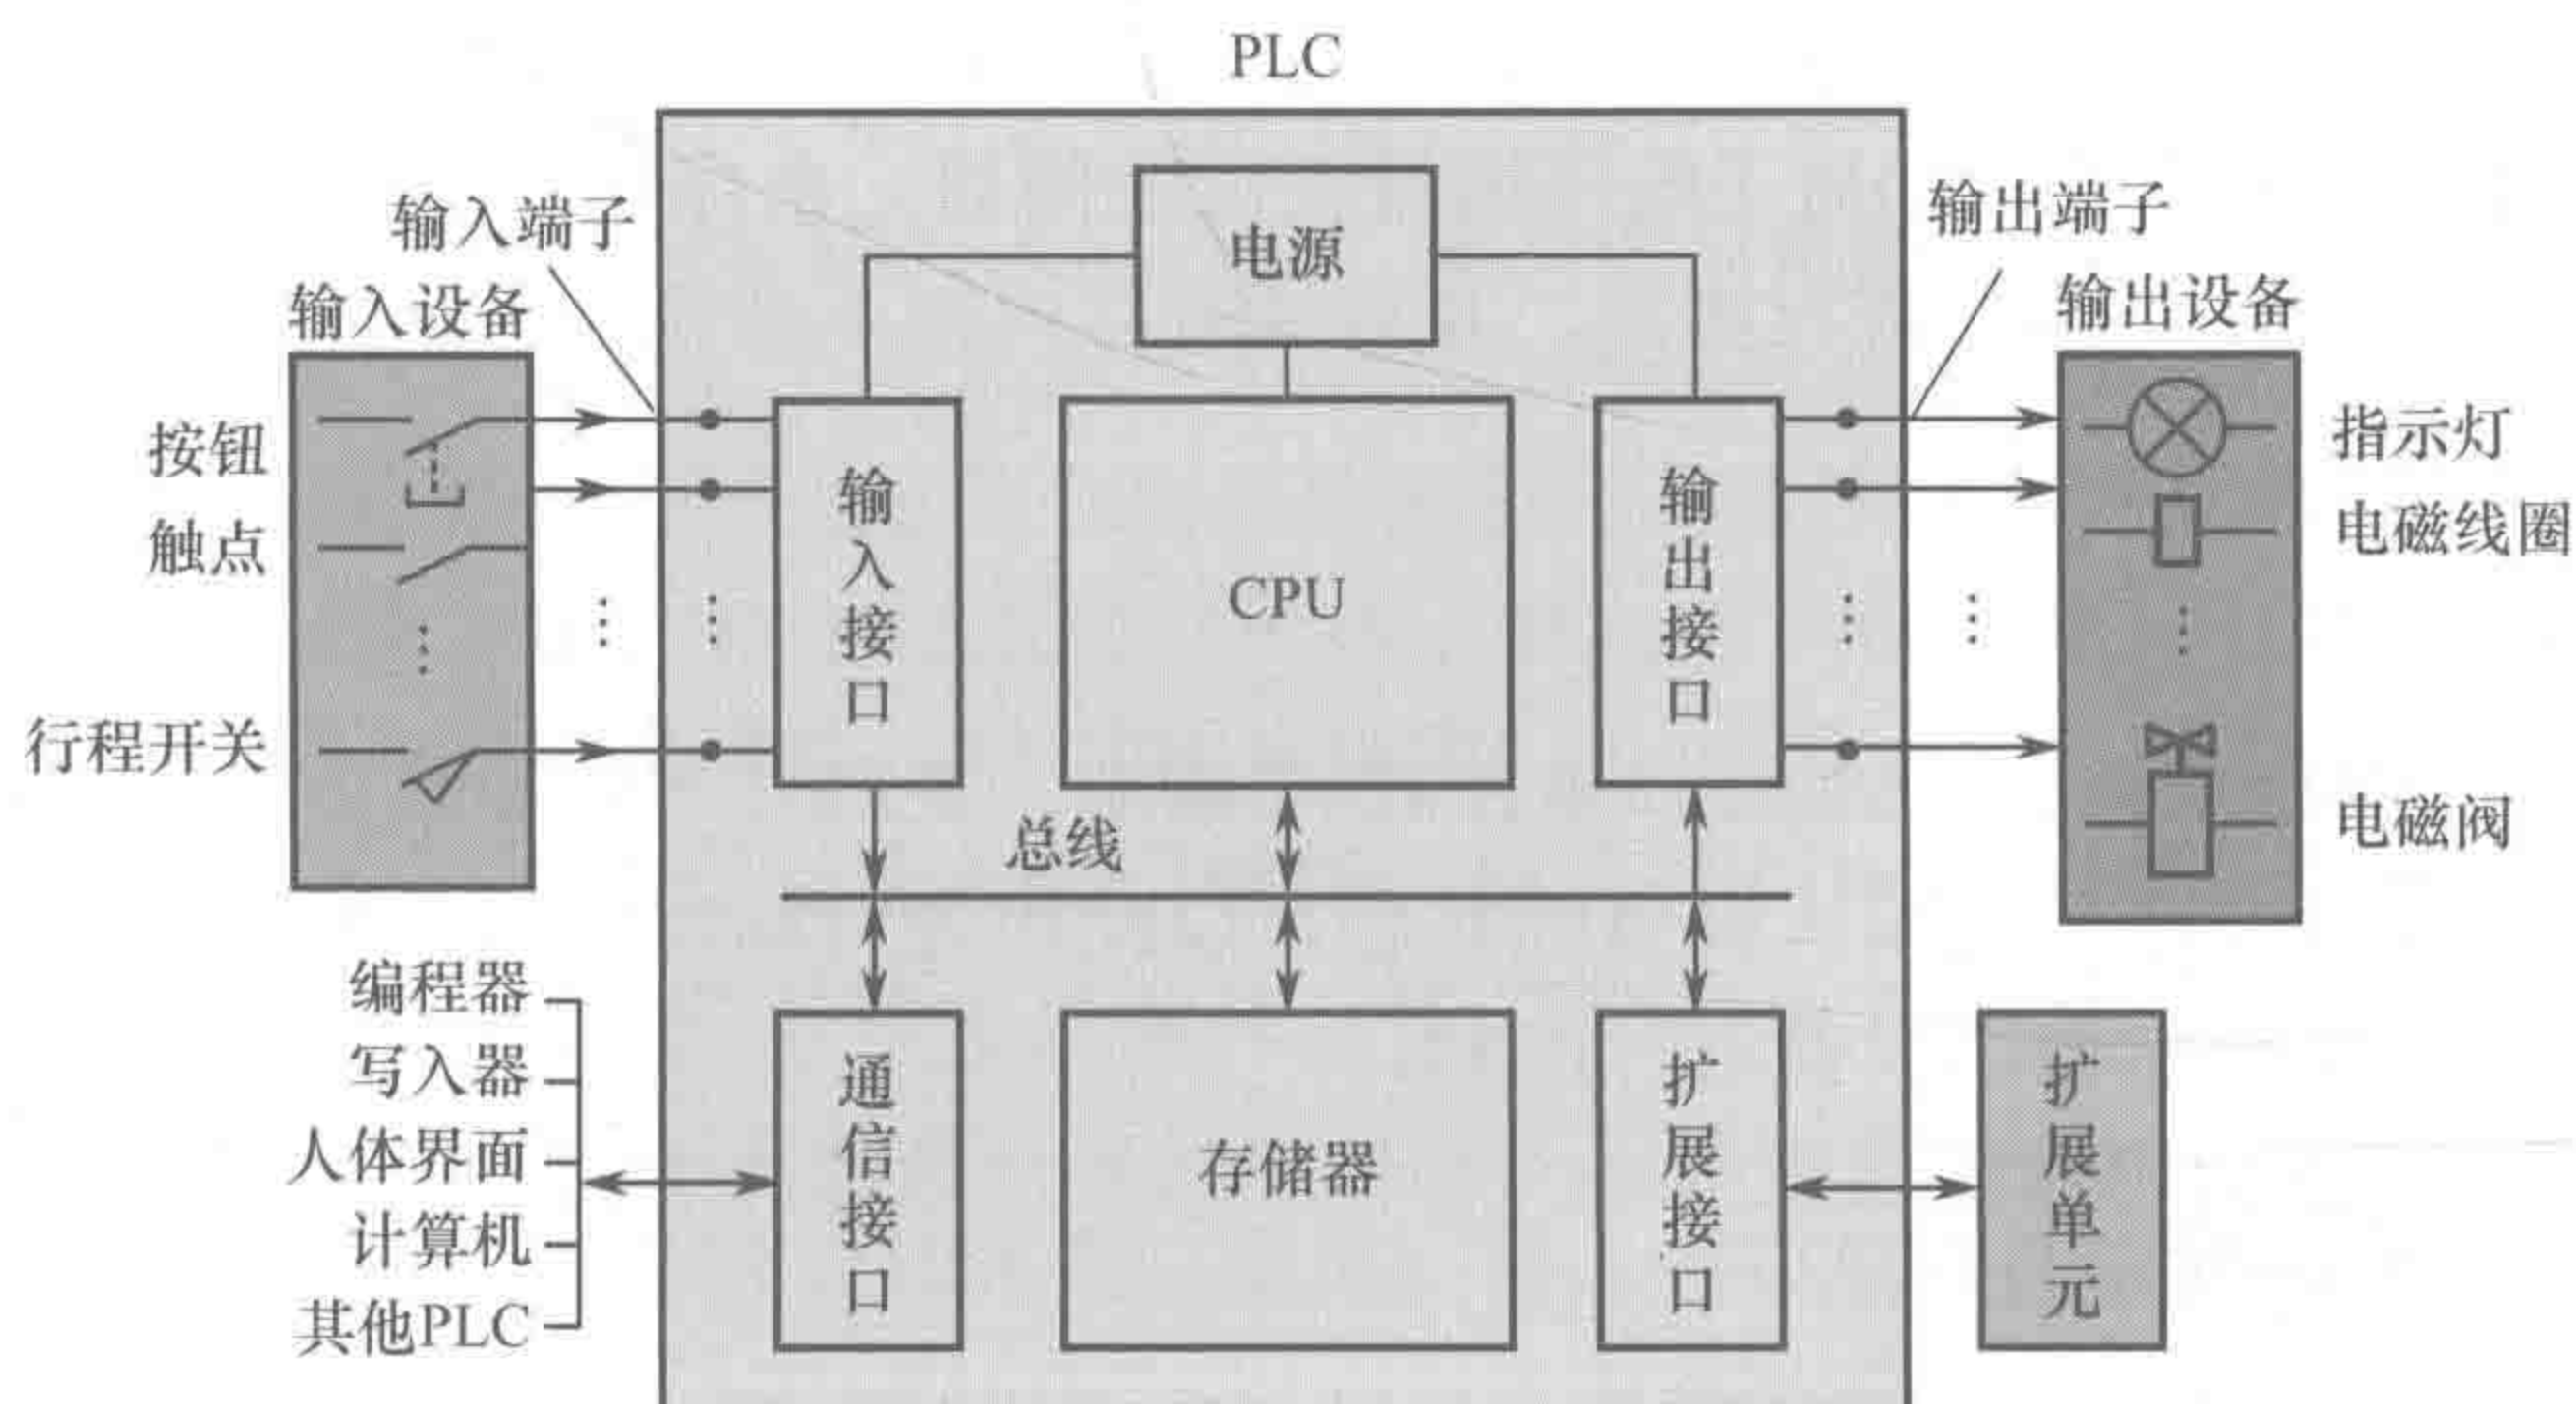 PLC
输入端子
输入设备
按钮
触点
行程开关
电源
输入接口
CPU
输出接口
输出端子
输出设备
指示灯
电磁线圈
电磁阀
总线
编程器
写入器
人体界面
计算机
其他PLC
通信接口
存储器
扩展接口
扩展单元